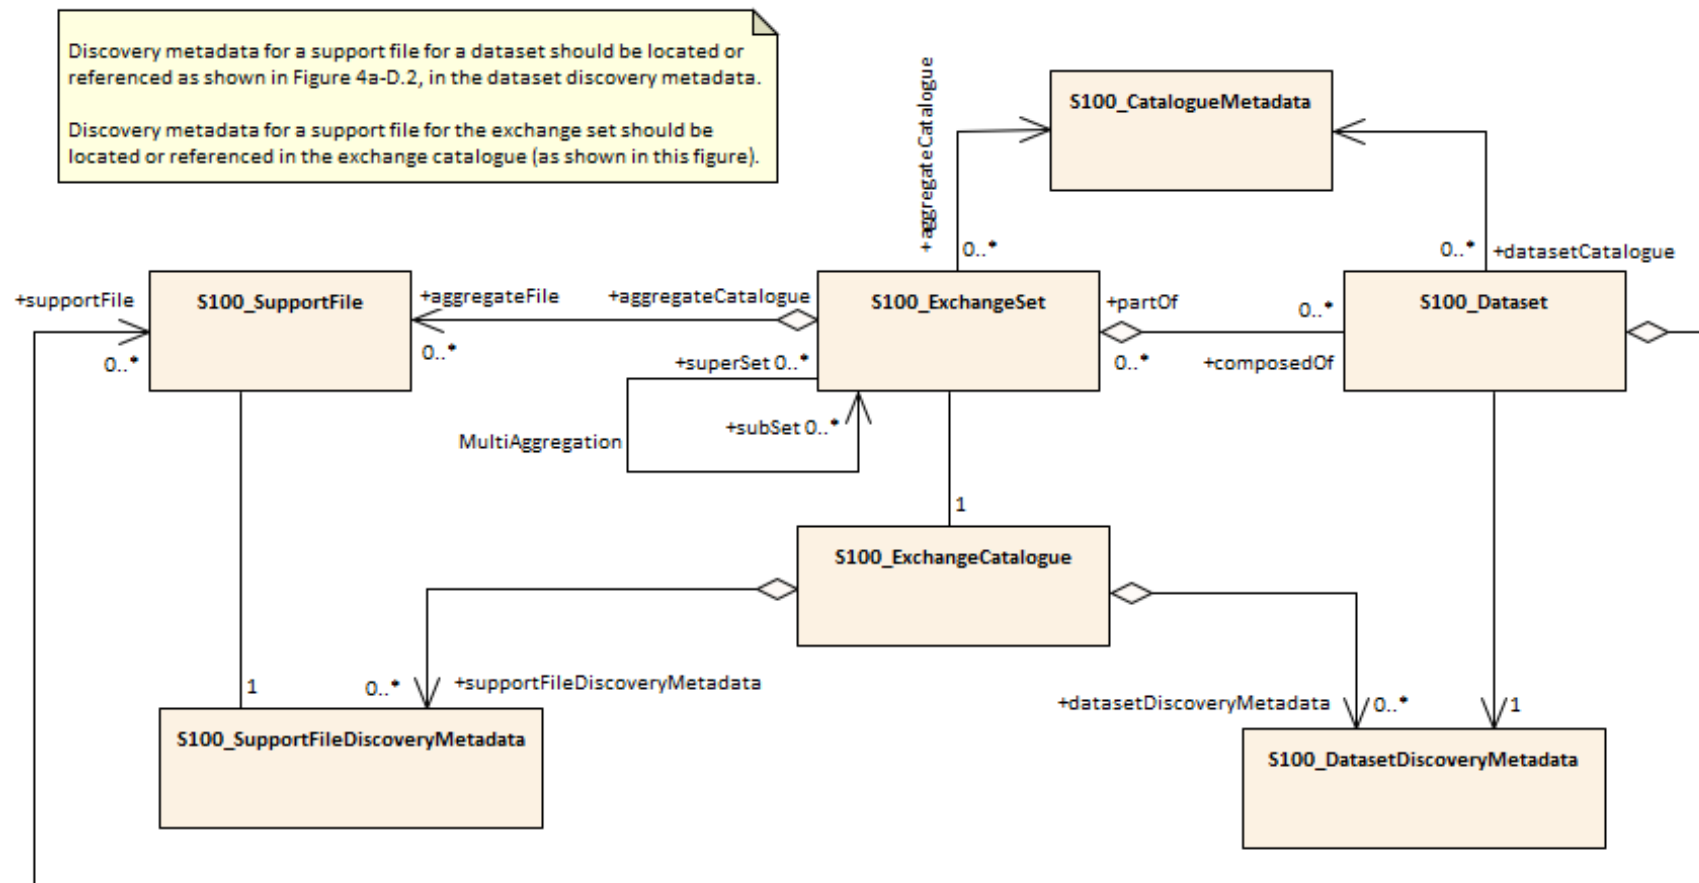 Discovery metadata for a support file for a dataset should be located or
referenced as shown in Figure 4a-D.2, in the dataset discovery metadata.
Discovery metadata for a support file for the exchange set should be
located or referenced in the exchange catalogue (as shown in this figure).
+aggregateCatalogue
S100_CatalogueMetadata
0..*
0..*
+datasetCatalogue
+supportFile
0..*
S100_SupportFile
+aggregateFile
0..*
+aggregateCatalogue
S100_ExchangeSet
+partOf
0..*
0..*
+composedOf
S100_Dataset
+superSet 0..*
+subSet 0..*
MultiAggregation
1
S100_ExchangeCatalogue
1
0..*
+supportFileDiscoveryMetadata
+datasetDiscoveryMetadata
0..*
1
S100_SupportFileDiscoveryMetadata
S100_DatasetDiscoveryMetadata